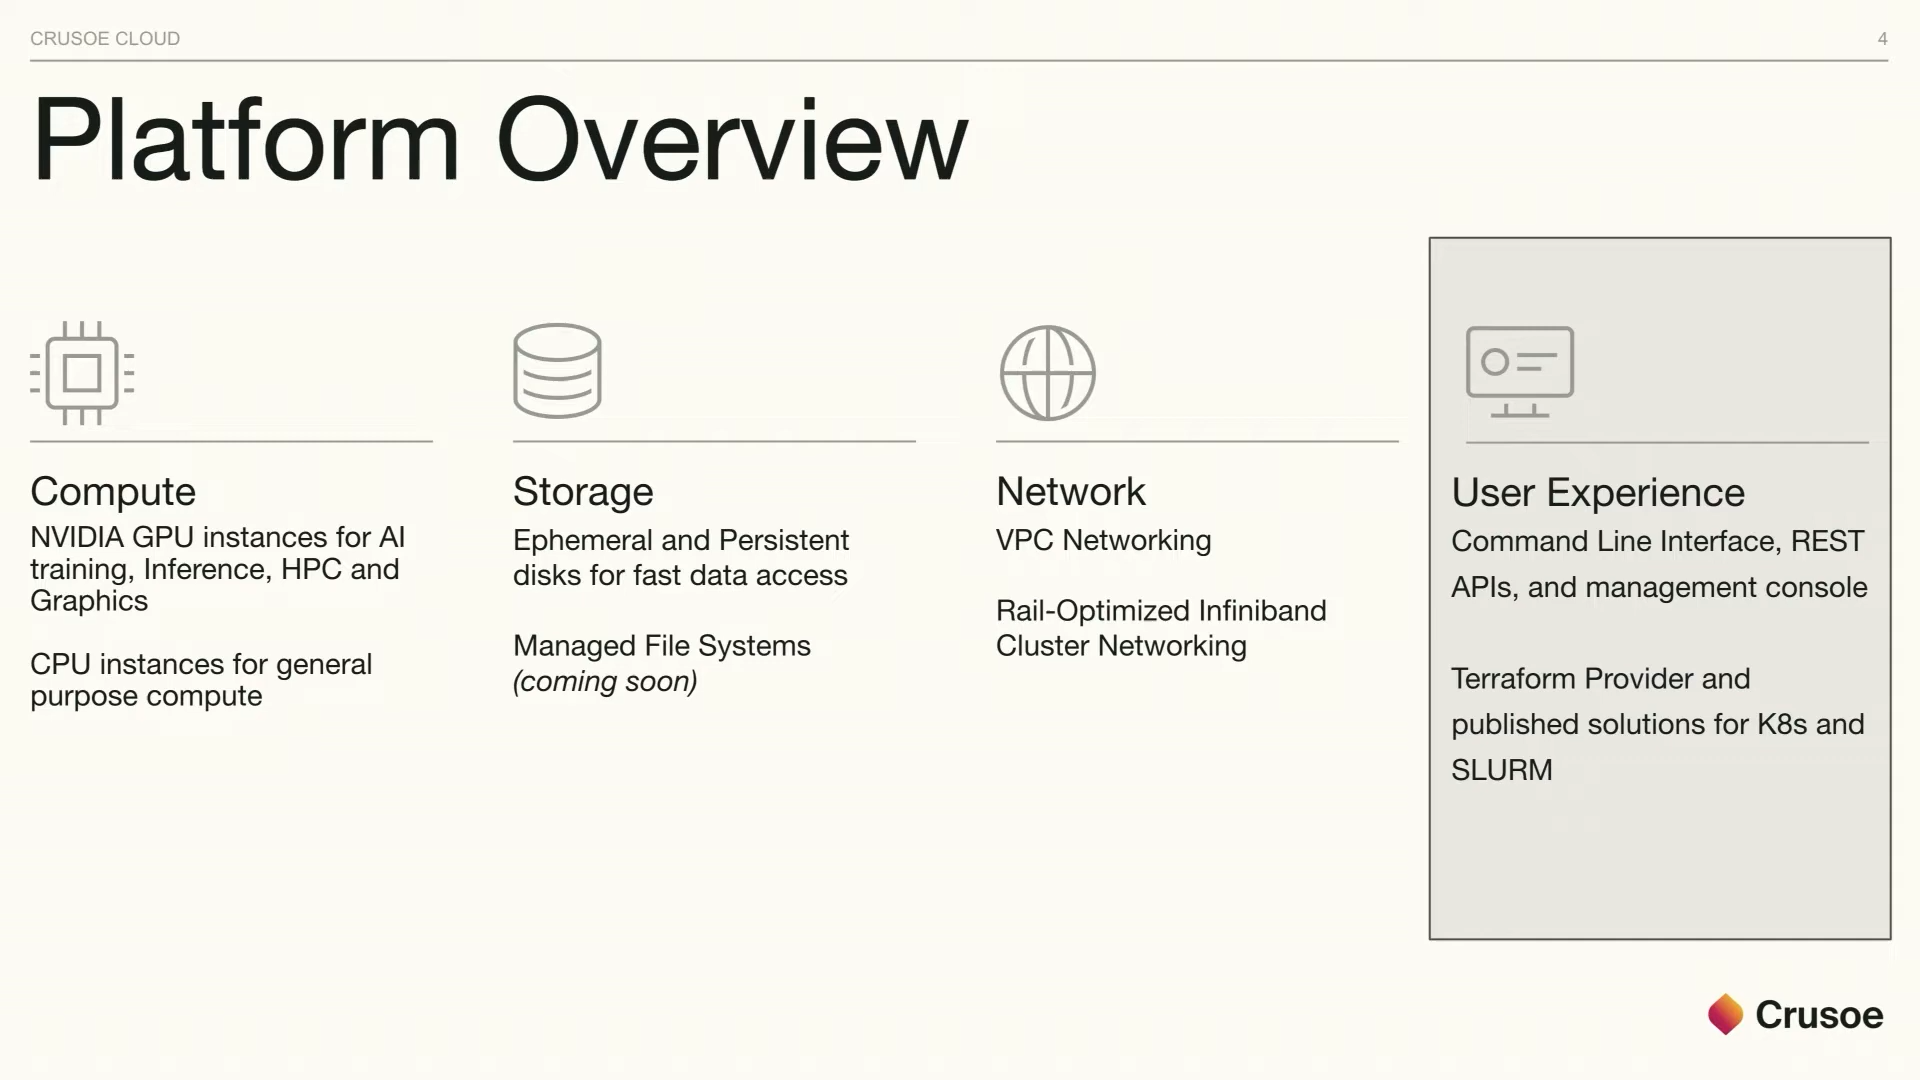 CRUSOE CLOUD
4
Platform Overview
Compute
NVIDIA GPU instances for AI
training, Inference, HPC and
Graphics
CPU instances for general
purpose compute
Storage
Ephemeral and Persistent
disks for fast data access
Managed File Systems
(coming soon)
Network
VPC Networking
Rail-Optimized Infiniband
Cluster Networking
User Experience
Command Line Interface, REST
APIs, and management console
Terraform Provider and
published solutions for K8s and
SLURM
Crusoe